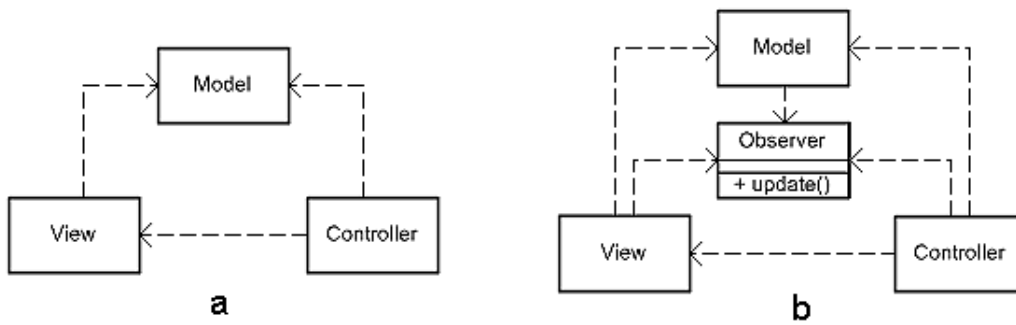 Model
View
Controller
a
Model
Observer
+ update()
View
Controller
b